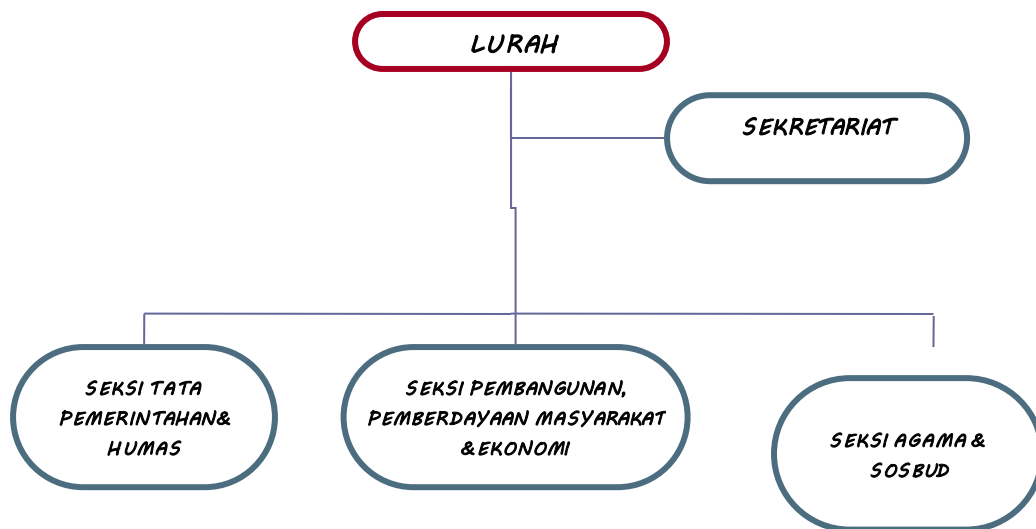 LURAH
SEKRETARIAT
SEKSI TATA
PEMERINTAHAN&
HUMAS
SEKSI PEMBANGUNAN,
PEMBERDAYAAN MASYARAKAT
&EKONOMI
SEKSI AGAMA &
SOSBUD